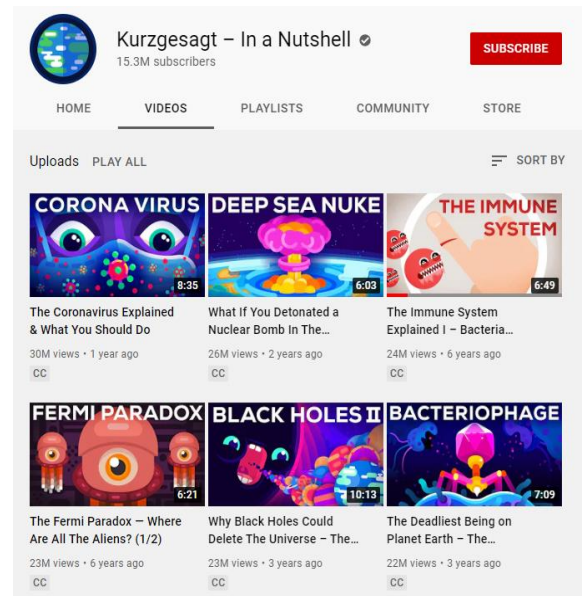 Kurzgesagt – In a Nutshell
15.3M subscribers
SUBSCRIBE
HOME VIDEOS PLAYLISTS COMMUNITY STORE
Uploads PLAY ALL SORT BY
CORONA VIRUS
8:35
The Coronavirus Explained
& What You Should Do
30M views • 1 year ago
CC
DEEP SEA NUKE
6:03
What If You Detonated a
Nuclear Bomb In The...
26M views • 2 years ago
CC
THE IMMUNE
SYSTEM
6:49
The Immune System
Explained I – Bacteria...
24M views • 6 years ago
CC
FERMI PARADOX
6:21
The Fermi Paradox — Where
Are All The Aliens? (1/2)
23M views • 6 years ago
CC
BLACK HOLES II
10:13
Why Black Holes Could
Delete The Universe – The...
23M views • 3 years ago
CC
BACTERIOPHAGE
7:09
The Deadliest Being on
Planet Earth – The...
22M views • 3 years ago
CC